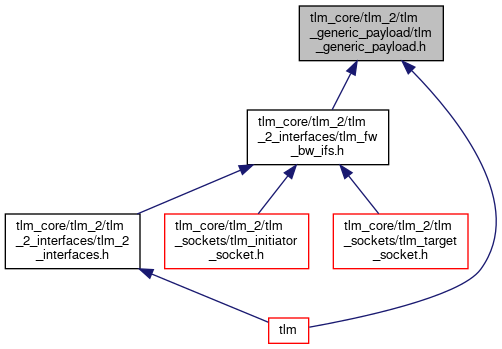 tlm_core/tlm_2/tlm
_generic_payload/tlm
_generic_payload.h
tlm_core/tlm_2/tlm
_2_interfaces/tlm_fw
_bw_ifs.h
tlm_core/tlm_2/tlm
_2_interfaces/tlm_2
_interfaces.h
tlm_core/tlm_2/tlm
_sockets/tlm_initiator
_socket.h
tlm_core/tlm_2/tlm
_sockets/tlm_target
_socket.h
tlm